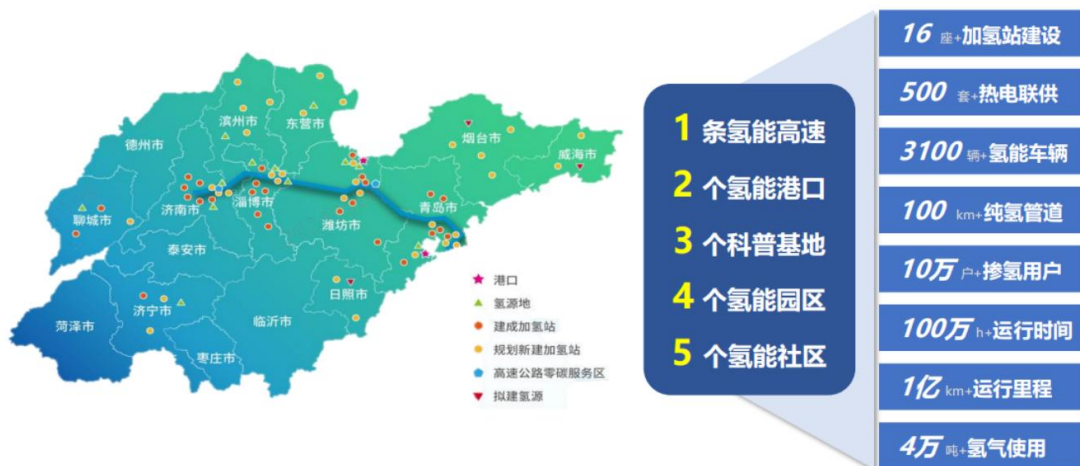 滨州市
东营市
德州市
烟台市
威海市
济南市
淄博市
青岛市
聊城市
潍坊市
泰安市
日照市
济宁市
临沂市
菏泽市
枣庄市
港口
氢源地
建成加氢站
规划新建加氢站
高速公路零碳服务区
拟建氢源
1 条氢能高速
2 个氢能港口
3 个科普基地
4 个氢能园区
5 个氢能社区
16 座+加氢站建设
500 套+热电联供
3100 辆+氢能车辆
100 km+纯氢管道
10万 户+掺氢用户
100万 h+运行时间
1亿 km+运行里程
4万 吨+氢气使用